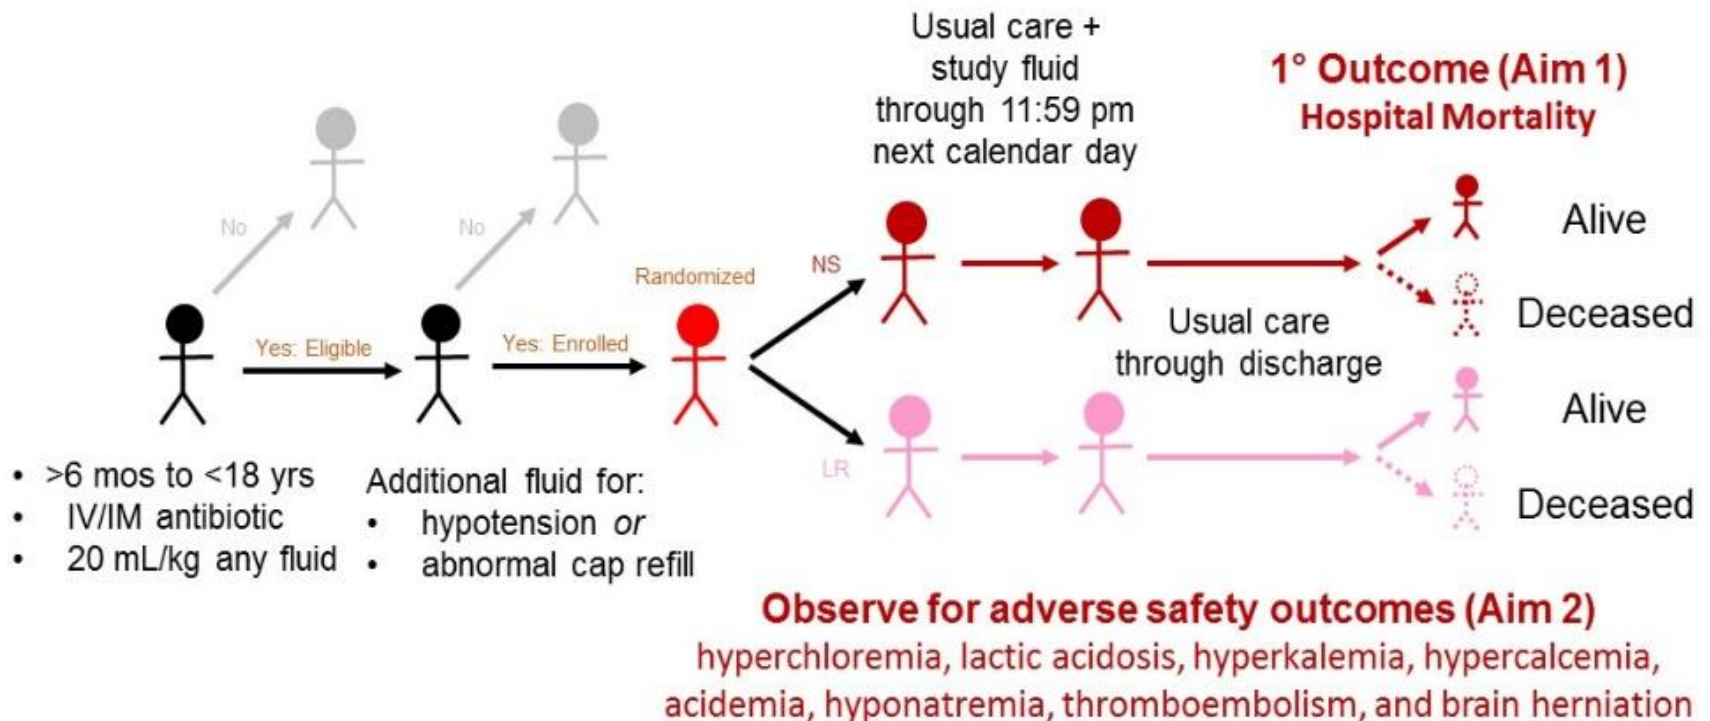 Usual care +
study fluid
through 11:59 pm
next calendar day
1° Outcome (Aim 1)
Hospital Mortality
No
No
Yes: Eligible
Yes: Enrolled
Randomized
NS
LR
Usual care
through discharge
Alive
Deceased
Alive
Deceased
• >6 mos to <18 yrs
• IV/IM antibiotic
• 20 mL/kg any fluid
Additional fluid for:
• hypotension or
• abnormal cap refill
Observe for adverse safety outcomes (Aim 2)
hyperchloremia, lactic acidosis, hyperkalemia, hypercalcemia,
acidemia, hyponatremia, thromboembolism, and brain herniation